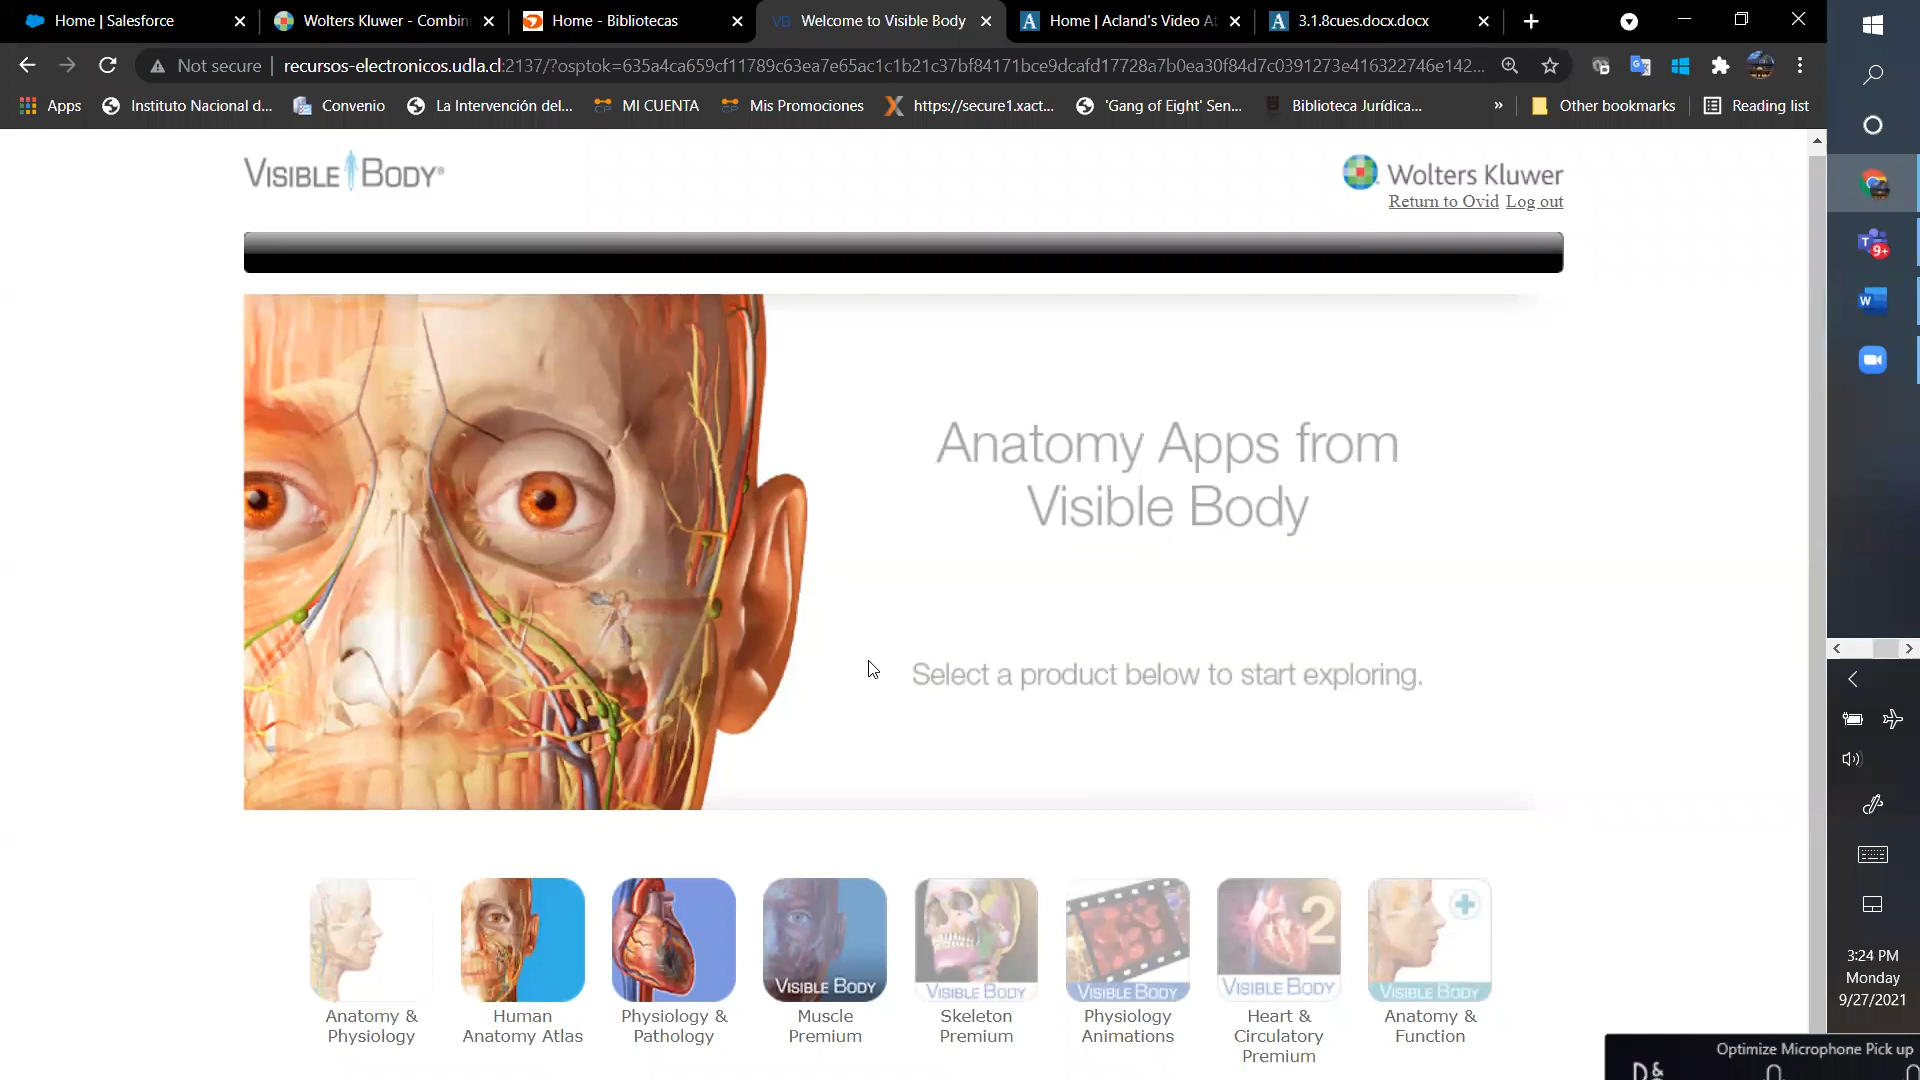 Home | Salesforce
Wolters Kluwer - Combin
Home - Bibliotecas
VB Welcome to Visible Body
A Home | Acland's Video At
A 3.1.8cues.docx.docx
Not secure recursos-electronicos.udla.cl:2137/?osptok=635a4ca659cf11789c63ea7e65ac1c1b21c37bf84171bce9dcafd17728a7b0ea30f84d7c0391273e416322746e142...
Apps
Instituto Nacional d...
Convenio
La Intervención del...
MI CUENTA
Mis Promociones
https://secure1.xact...
'Gang of Eight' Sen...
Biblioteca Jurídica...
»
Other bookmarks
Reading list
VISIBLE BODY®
Wolters Kluwer
Return to Ovid Log out
Anatomy Apps from
Visible Body
Select a product below to start exploring.
VISIBLE BODY
VISIBLE BODY
VISIBLE BODY
2
VISIBLE BODY
VISIBLE BODY
Anatomy &
Physiology
Human
Anatomy Atlas
Physiology &
Pathology
Muscle
Premium
Skeleton
Premium
Physiology
Animations
Heart &
Circulatory
Premium
Anatomy &
Function
T 9+
W
3:24 PM
Monday
9/27/2021
Optimize Microphone Pick up